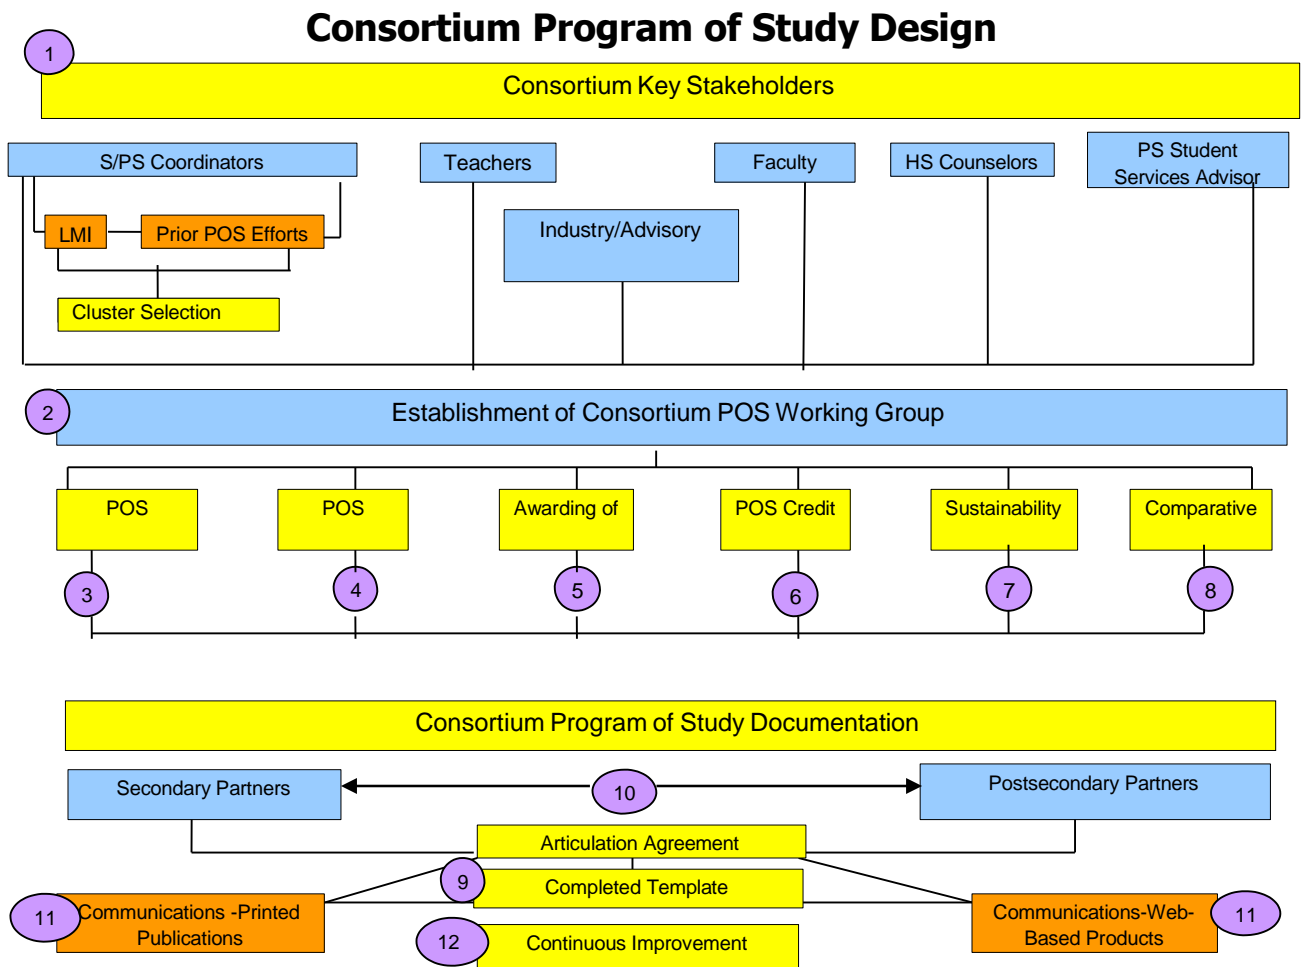 Consortium Program of Study Design
1
Consortium Key Stakeholders
S/PS Coordinators
Teachers
Faculty
HS Counselors
PS Student
Services Advisor
LMI
Prior POS Efforts
Industry/Advisory
Cluster Selection
2
Establishment of Consortium POS Working Group
POS
POS
Awarding of
POS Credit
Sustainability
Comparative
3
4
5
6
7
8
Consortium Program of Study Documentation
Secondary Partners
10
Postsecondary Partners
Articulation Agreement
9
Completed Template
11
Communications -Printed
Publications
Communications-Web-
Based Products
11
12
Continuous Improvement